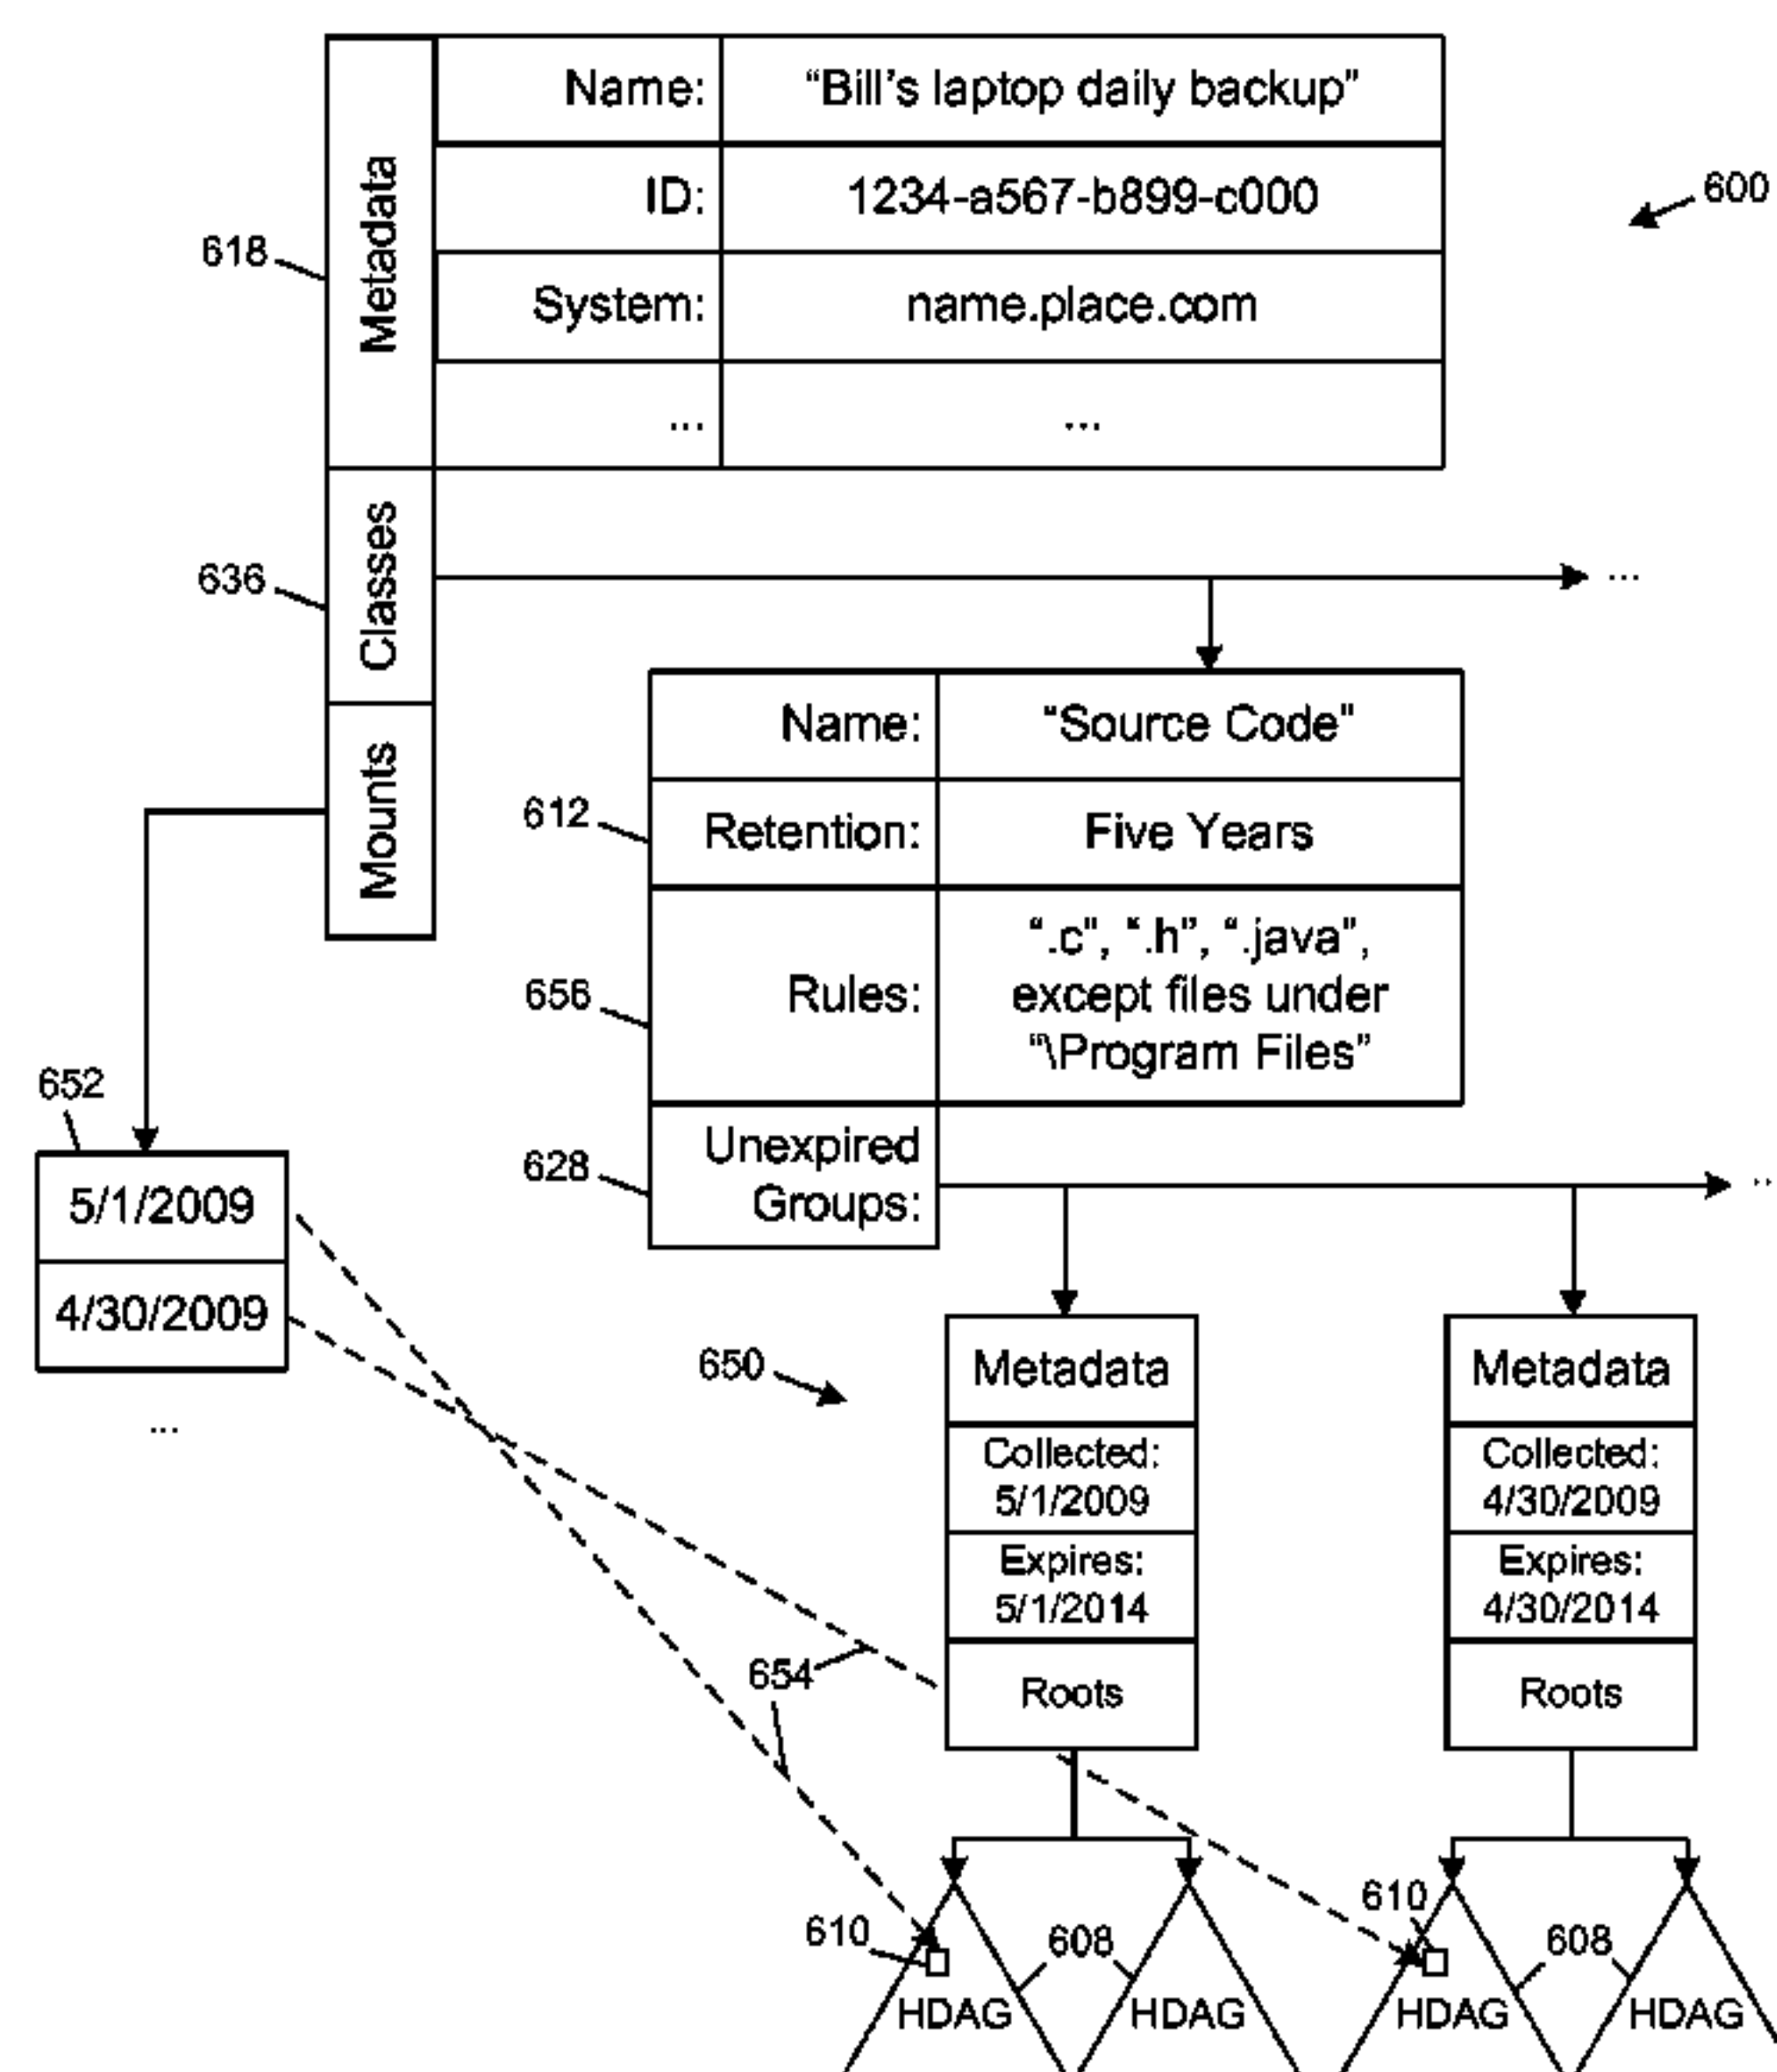 Name: “Bill’s laptop daily backup”
600
ID: 1234-a567-b899-c000
Metadata
618
System: name.place.com
... ...
Classes
636
...
Mounts
Name: “Source Code”
612
Retention: Five Years
656
Rules: “.c”, “.h”, “.java”,
except files under
“\Program Files”
652
628
Unexpired
Groups:
..
5/1/2009
4/30/2009
...
650
Metadata
Collected:
5/1/2009
Expires:
5/1/2014
Roots
Metadata
Collected:
4/30/2009
Expires:
4/30/2014
Roots
654
610
608
610
608
HDAG
HDAG
HDAG
HDAG